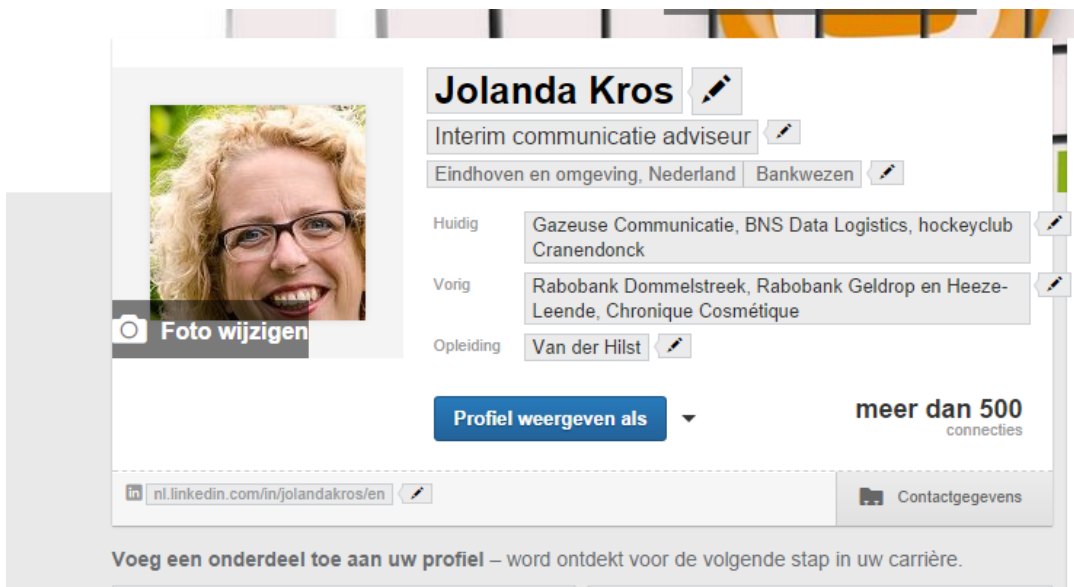 Jolanda Kros
Interim communicatie adviseur
Eindhoven en omgeving, Nederland Bankwezen
Huidig Gazeuse Communicatie, BNS Data Logistics, hockeyclub
Cranendonck
Vorig Rabobank Dommelstreek, Rabobank Geldrop en Heeze-
Leende, Chronique Cosmétique
Foto wijzigen
Opleiding Van der Hilst
Profiel weergeven als
meer dan 500
connecties
in nl.linkedin.com/in/jolandakros/en
Contactgegevens
Voeg een onderdeel toe aan uw profiel – word ontdekt voor de volgende stap in uw carrière.